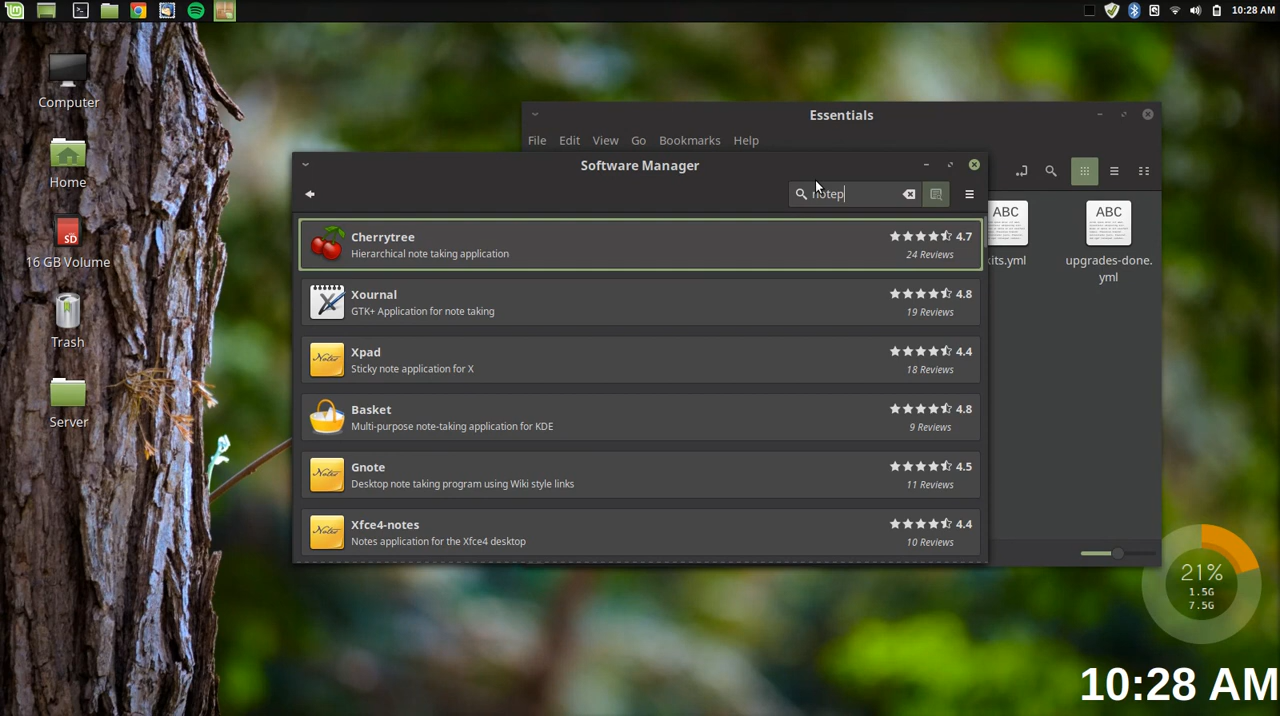 10:28 AM
Computer
Home
SD
16 GB Volume
Trash
Server
Essentials
File Edit View Go Bookmarks Help
ABC
ABC
upgrades-done.
yml
Software Manager
notep
Cherrytree
Hierarchical note taking application
4.7
24 Reviews
Xournal
GTK+ Application for note taking
4.8
19 Reviews
Notes
Xpad
Sticky note application for X
4.4
18 Reviews
Basket
Multi-purpose note-taking application for KDE
4.8
9 Reviews
Notes
Gnote
Desktop note taking program using Wiki style links
4.5
11 Reviews
Notes
Xfce4-notes
Notes application for the Xfce4 desktop
4.4
10 Reviews
21%
1.5G
7.5G
10:28 AM